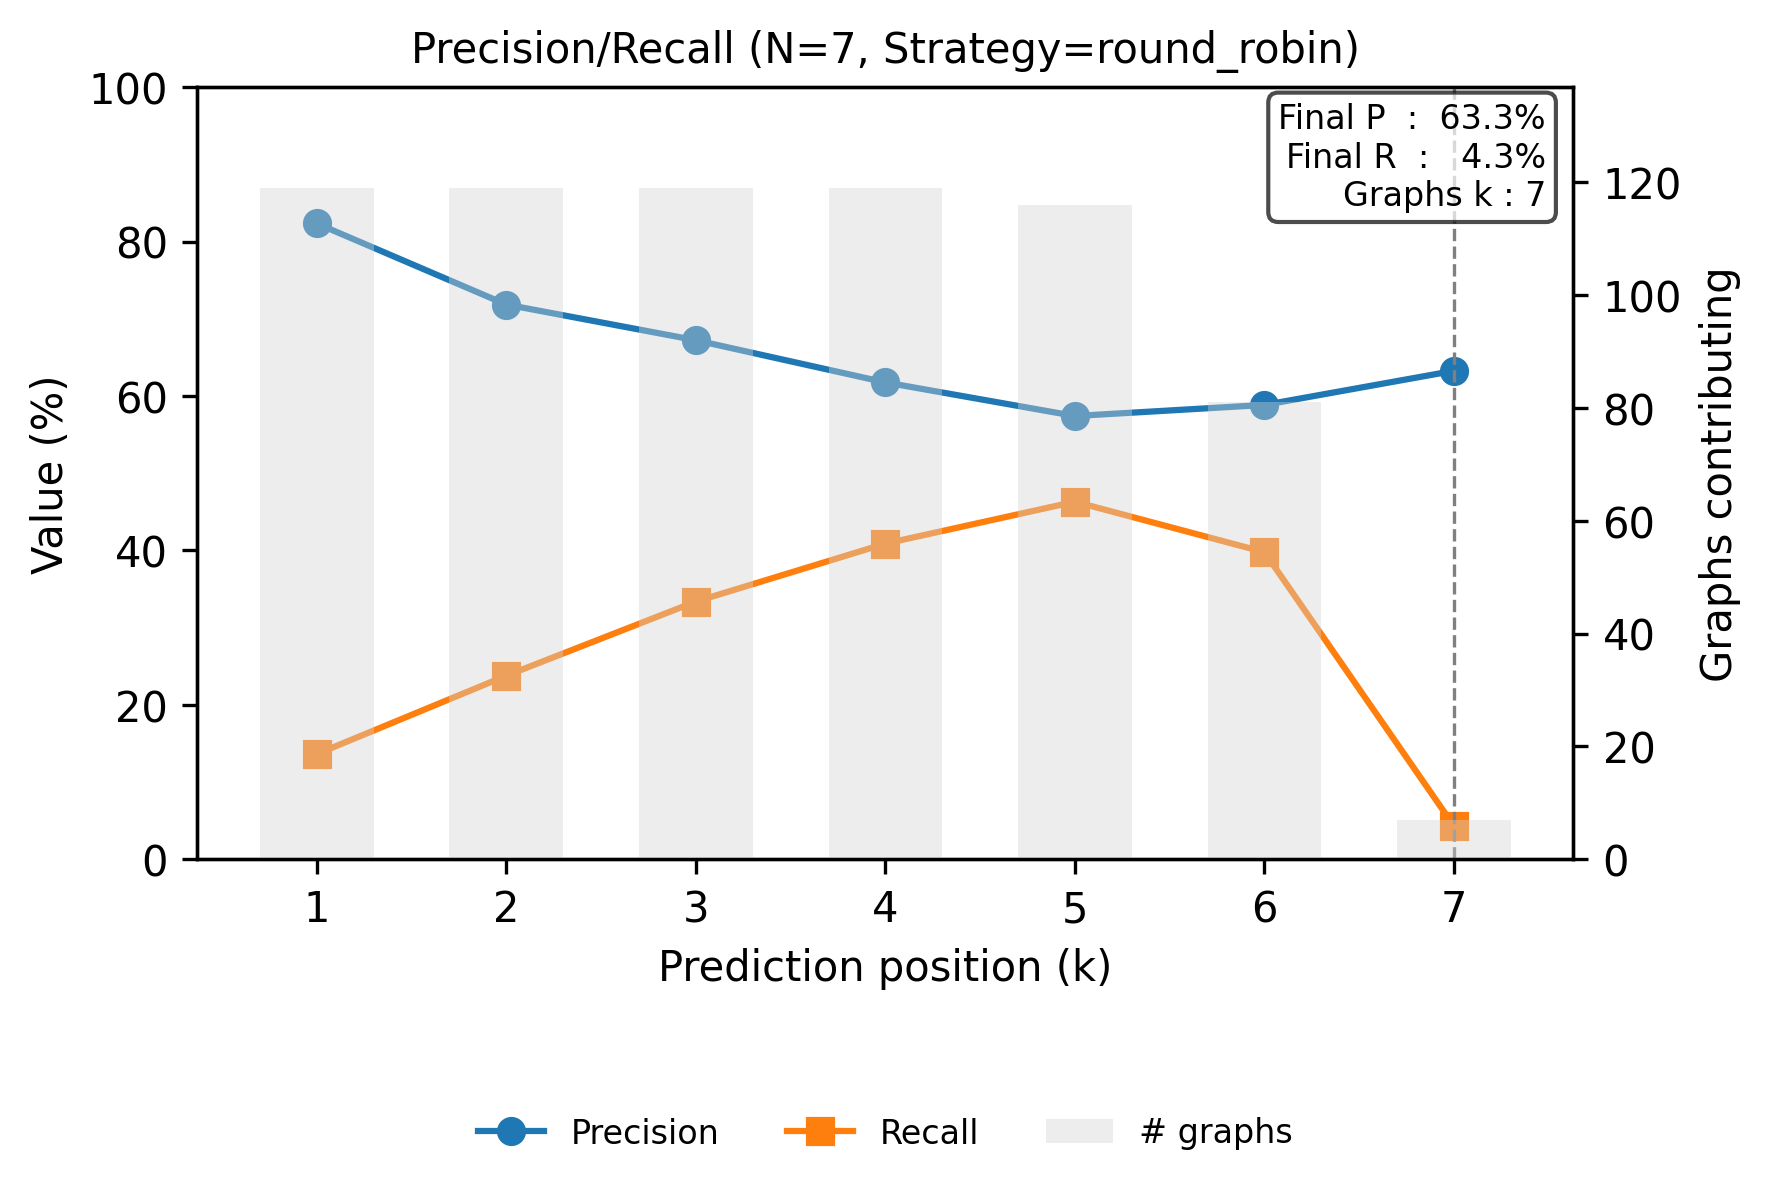 Precision/Recall (N=7, Strategy=round_robin)
Final P : 63.3%
Final R : 4.3%
Graphs k : 7
100
80
60
40
20
0
Value (%)
120
100
80
60
40
20
0
Graphs contributing
1 2 3 4 5 6 7
Prediction position (k)
Precision Recall # graphs